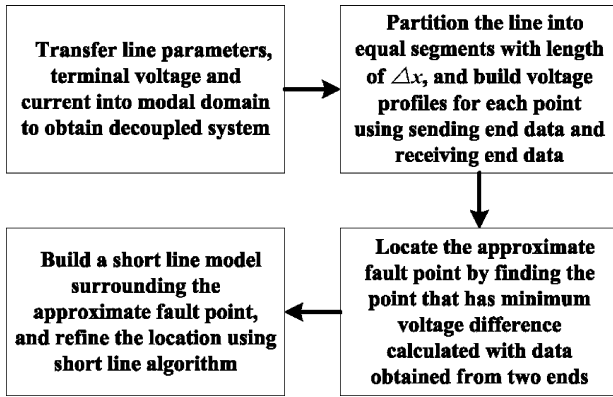 Transfer line parameters,
terminal voltage and
current into modal domain
to obtain decoupled system
Partition the line into
equal segments with length
of Δx, and build voltage
profiles for each point
using sending end data and
receiving end data
Locate the approximate
fault point by finding the
point that has minimum
voltage difference
calculated with data
obtained from two ends
Build a short line model
surrounding the
approximate fault point,
and refine the location using
short line algorithm